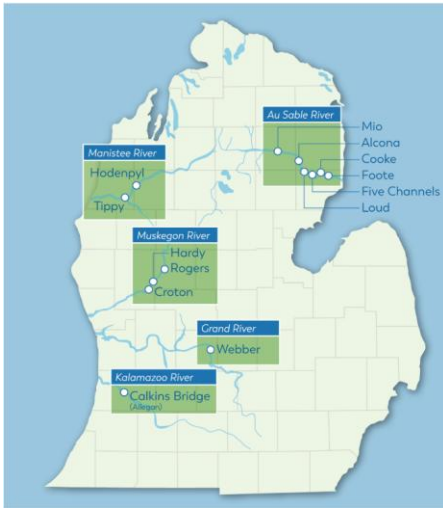 Au Sable River
Mio
Alcona
Cooke
Foote
Five Channels
Loud
Manistee River
Hodenpyl
Tippy
Muskegon River
Hardy
Rogers
Croton
Grand River
Webber
Kalamazoo River
Calkins Bridge
(Allegan)